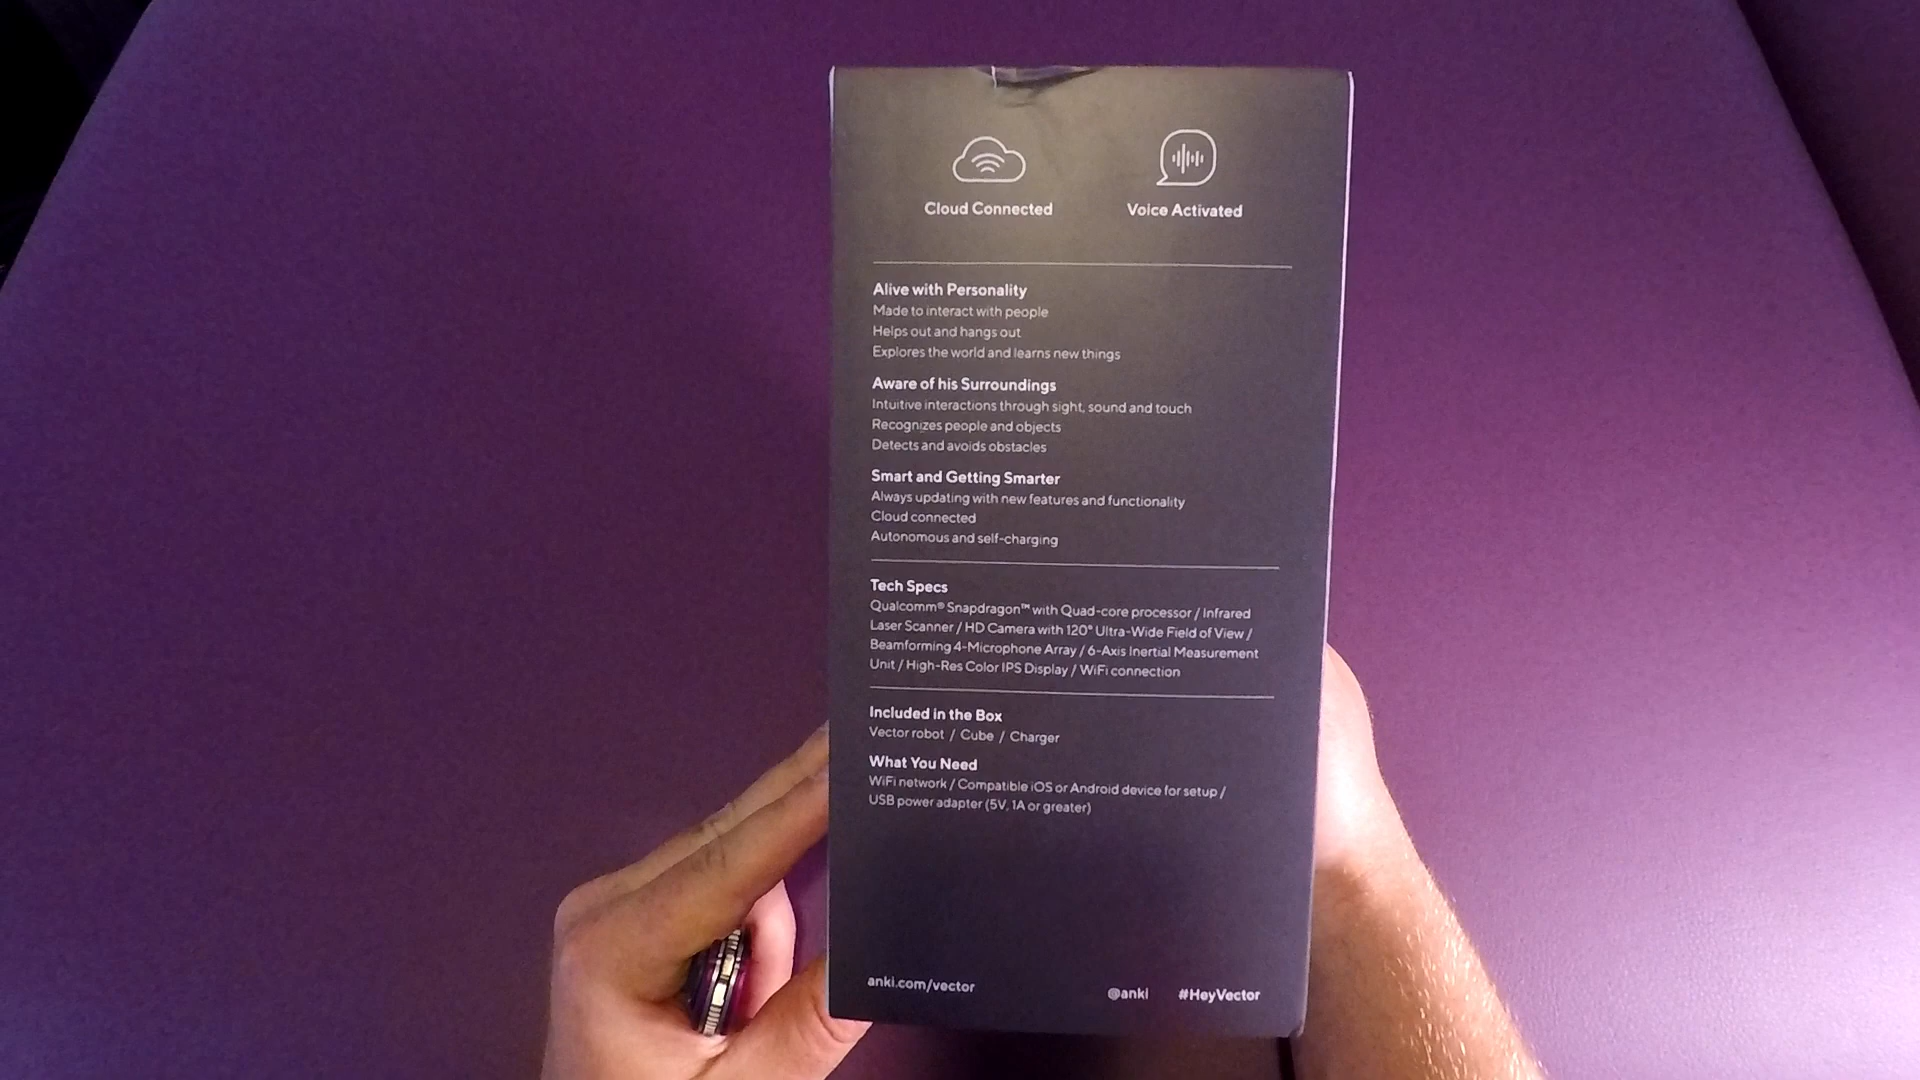 Cloud Connected
Voice Activated
Alive with Personality
Made to interact with people
Helps out and hangs out
Explores the world and learns new things
Aware of his Surroundings
Intuitive interactions through sight, sound and touch
Recognizes people and objects
Detects and avoids obstacles
Smart and Getting Smarter
Always updating with new features and functionality
Cloud connected
Autonomous and self-charging
Tech Specs
Qualcomm® Snapdragon™ with Quad-core processor / Infrared
Laser Scanner / HD Camera with 120° Ultra-Wide Field of View /
Beamforming 4-Microphone Array / 6-Axis Inertial Measurement
Unit / High-Res Color IPS Display / WiFi connection
Included in the Box
Vector robot / Cube / Charger
What You Need
WiFi network / Compatible iOS or Android device for setup /
USB power adapter (5V, 1A or greater)
anki.com/vector
@anki #HeyVector